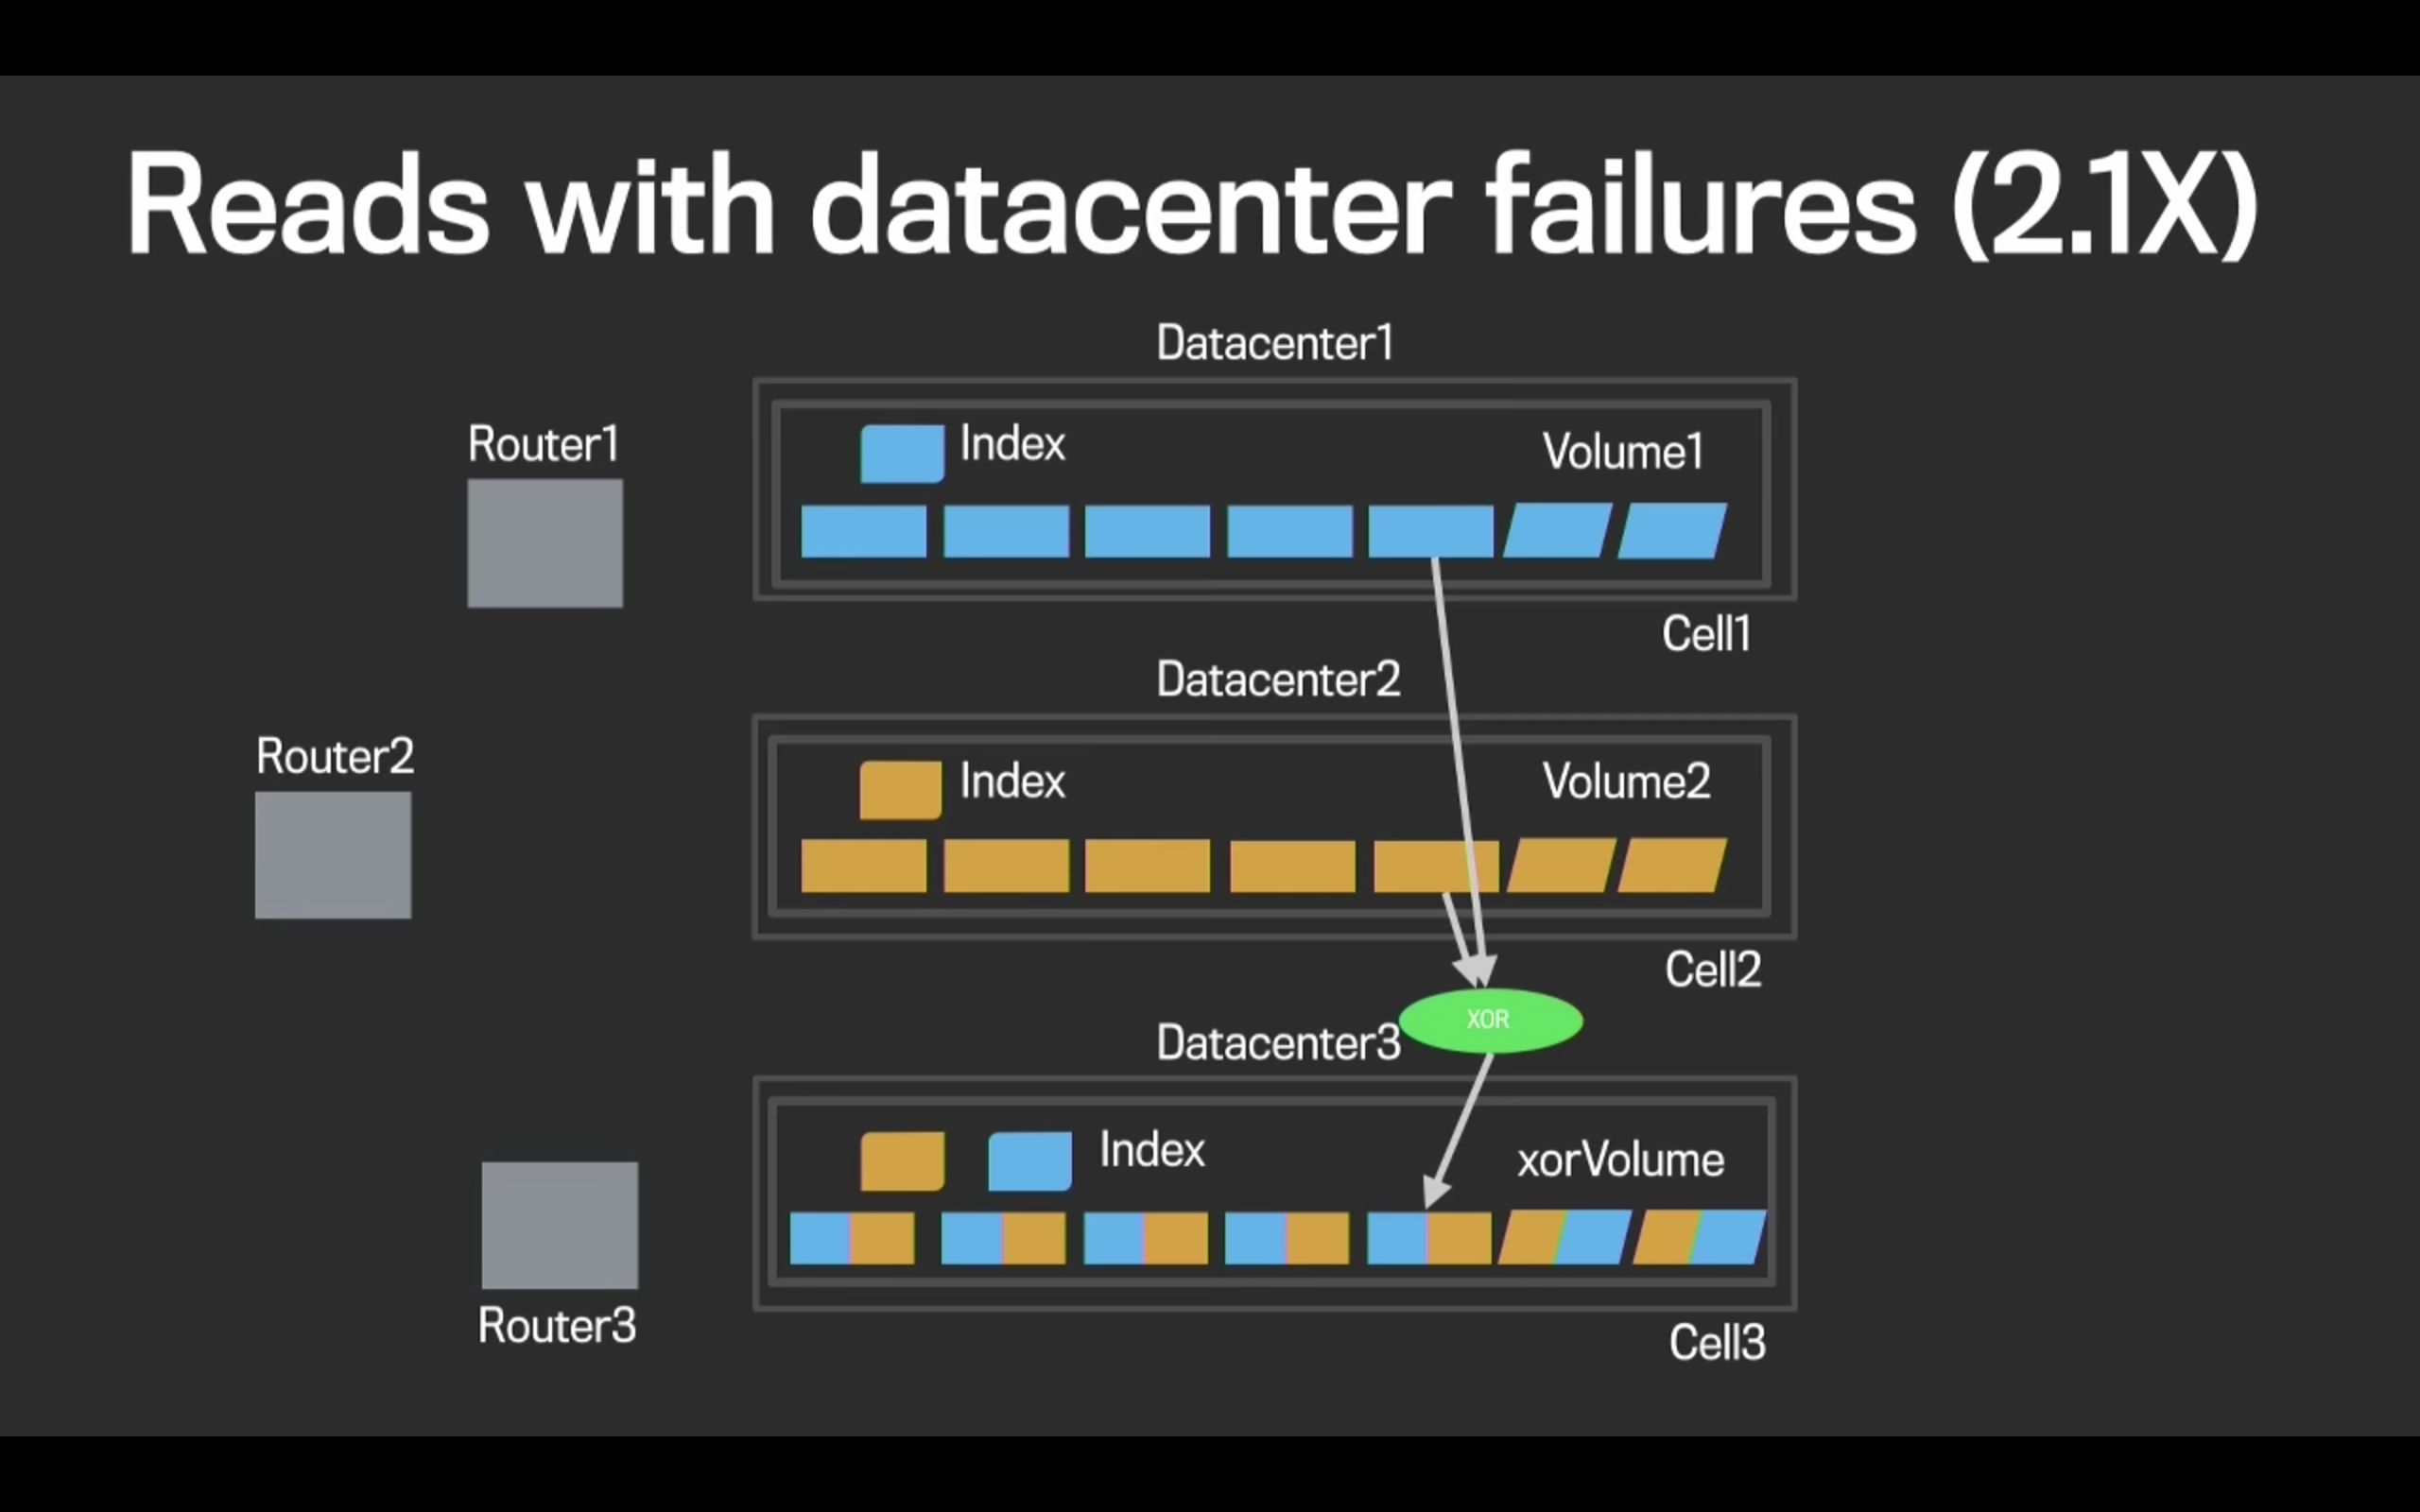 Reads with datacenter failures (2.1X)
Datacenter1
Router1
Index
Volume1
Cell1
Datacenter2
Router2
Index
Volume2
Cell2
XOR
Datacenter3
Index
xorVolume
Router3
Cell3